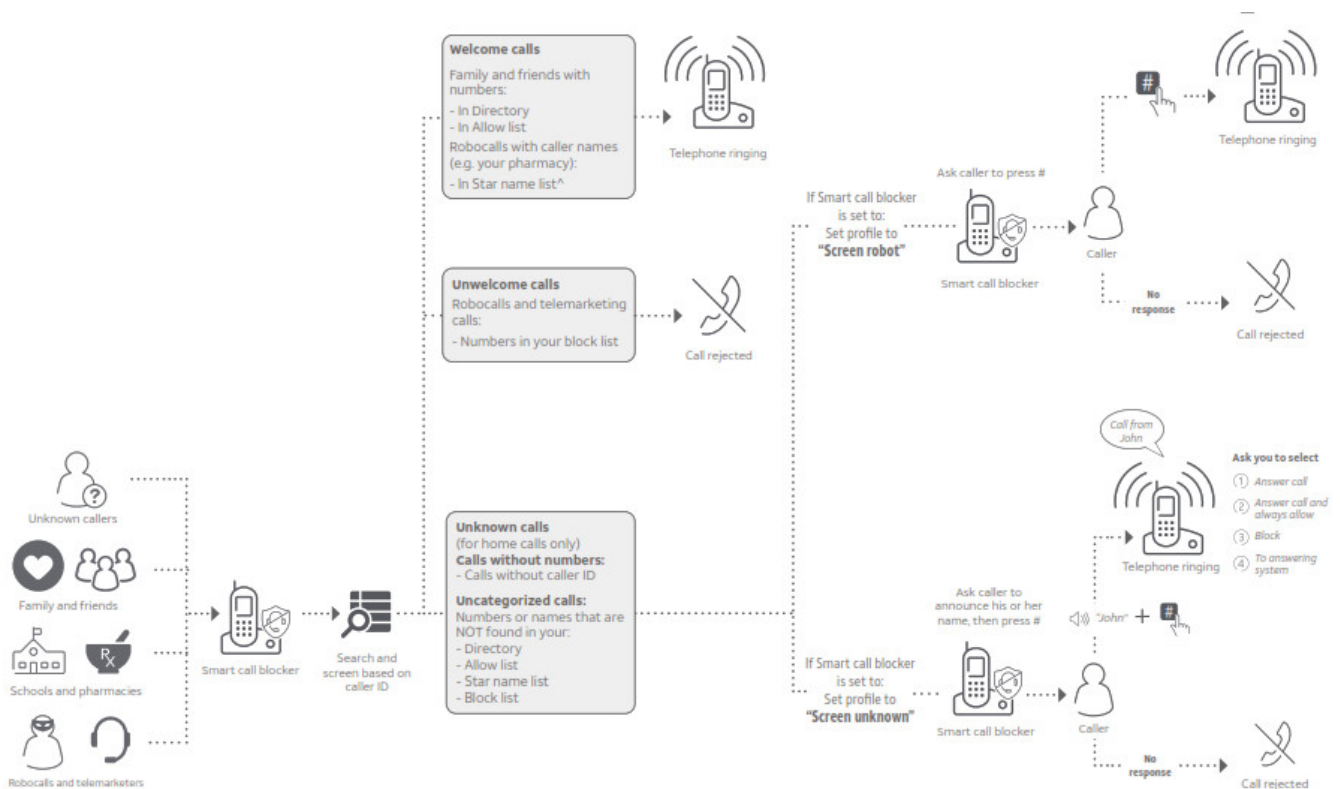 Unknown callers
Family and friends
Rx
Schools and pharmacies
Robocalls and telemarketers
Smart call blocker
Search and
screen based on
caller ID
Welcome calls
Family and friends with
numbers:
- In Directory
- In Allow list
Robocalls with caller names
(e.g. your pharmacy):
- In Star name list^
Telephone ringing
Unwelcome calls
Robocalls and telemarketing
calls:
- Numbers in your block list
Call rejected
Unknown calls
(for home calls only)
Calls without numbers:
- Calls without caller ID
Uncategorized calls:
Numbers or names that are
NOT found in your:
- Directory
- Allow list
- Star name list
- Block list
If Smart call blocker
is set to:
Set profile to
“Screen robot”
Ask caller to press #
Smart call blocker
Caller
#
Telephone ringing
No
response
Call rejected
If Smart call blocker
is set to:
Set profile to
“Screen unknown”
Ask caller to
announce his or her
name, then press #
Smart call blocker
Caller
"John" + #
Call from
John
Telephone ringing
Ask you to select
1 Answer call
2 Answer call and
always allow
3 Block
4 To answering
system
No
response
Call rejected